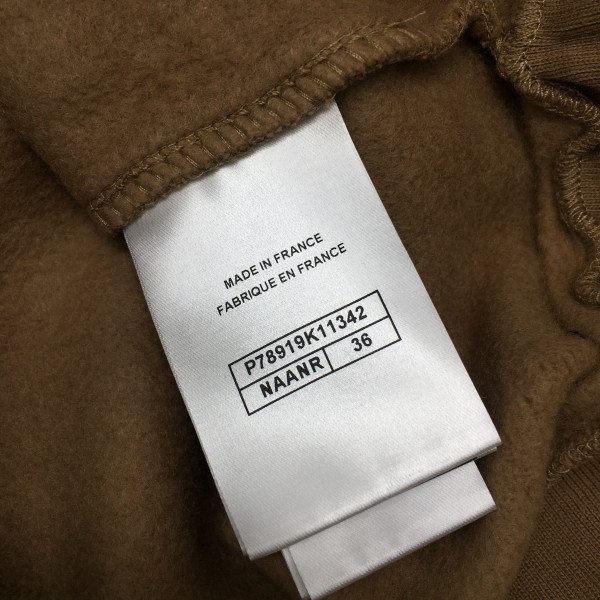 MADE IN FRANCE
FABRIQUE EN FRANCE
P78919K11342
NAANR 36